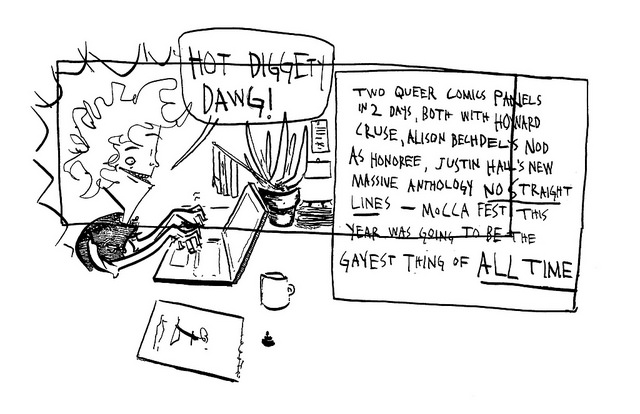 HOT DIGGETY
DAWG!
TWO QUEER COMICS PANELS
IN 2 DAYS, BOTH WITH HOWARD
CRUSE, ALISON BECHDEL'S NOD
AS HONOREE, JUSTIN HALL'S NEW
MASSIVE ANTHOLOGY NO STRAIGHT
LINES — MOCCA FEST THIS
YEAR WAS GOING TO BE THE
GAYEST THING OF ALL TIME